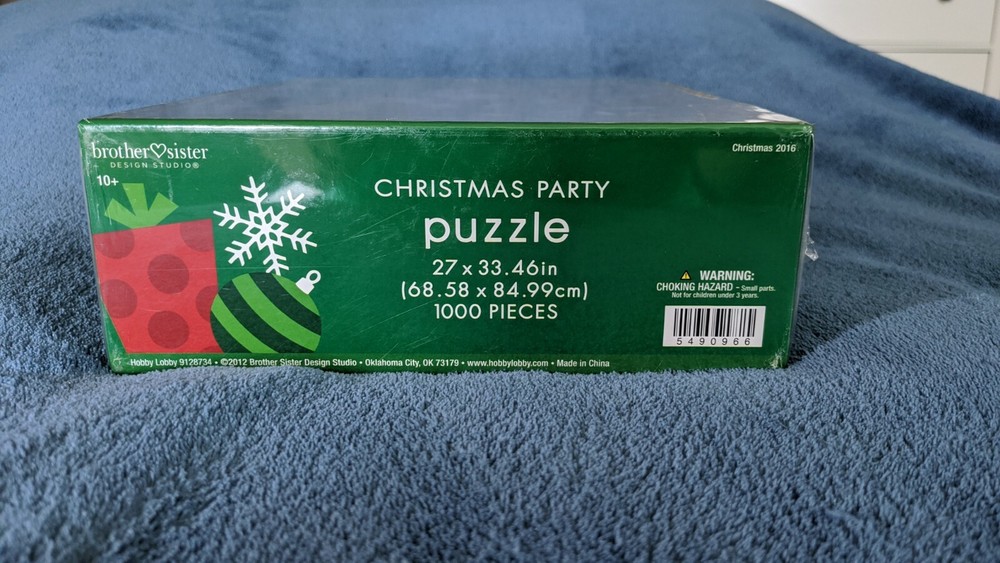 brother♡sister
DESIGN STUDIO®
10+
Christmas 2016
CHRISTMAS PARTY
puzzle
27 x 33.46in
(68.58 x 84.99cm)
1000 PIECES
⚠ WARNING:
CHOKING HAZARD - Small parts.
Not for children under 3 years.
5490966
Hobby Lobby 9128734 • ©2012 Brother Sister Design Studio • Oklahoma City, OK 73179 • www.hobbylobby.com • Made in China